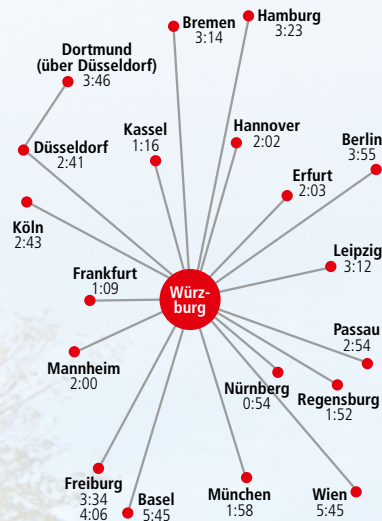 Bremen
3:14
Hamburg
3:23
Dortmund
(über Düsseldorf)
3:46
Kassel
1:16
Hannover
2:02
Berlin
3:55
Düsseldorf
2:41
Erfurt
2:03
Köln
2:43
Leipzig
3:12
Frankfurt
1:09
Würz-
burg
Passau
2:54
Mannheim
2:00
Nürnberg
0:54
Regensburg
1:52
Freiburg
3:34
4:06
Basel
5:45
München
1:58
Wien
5:45